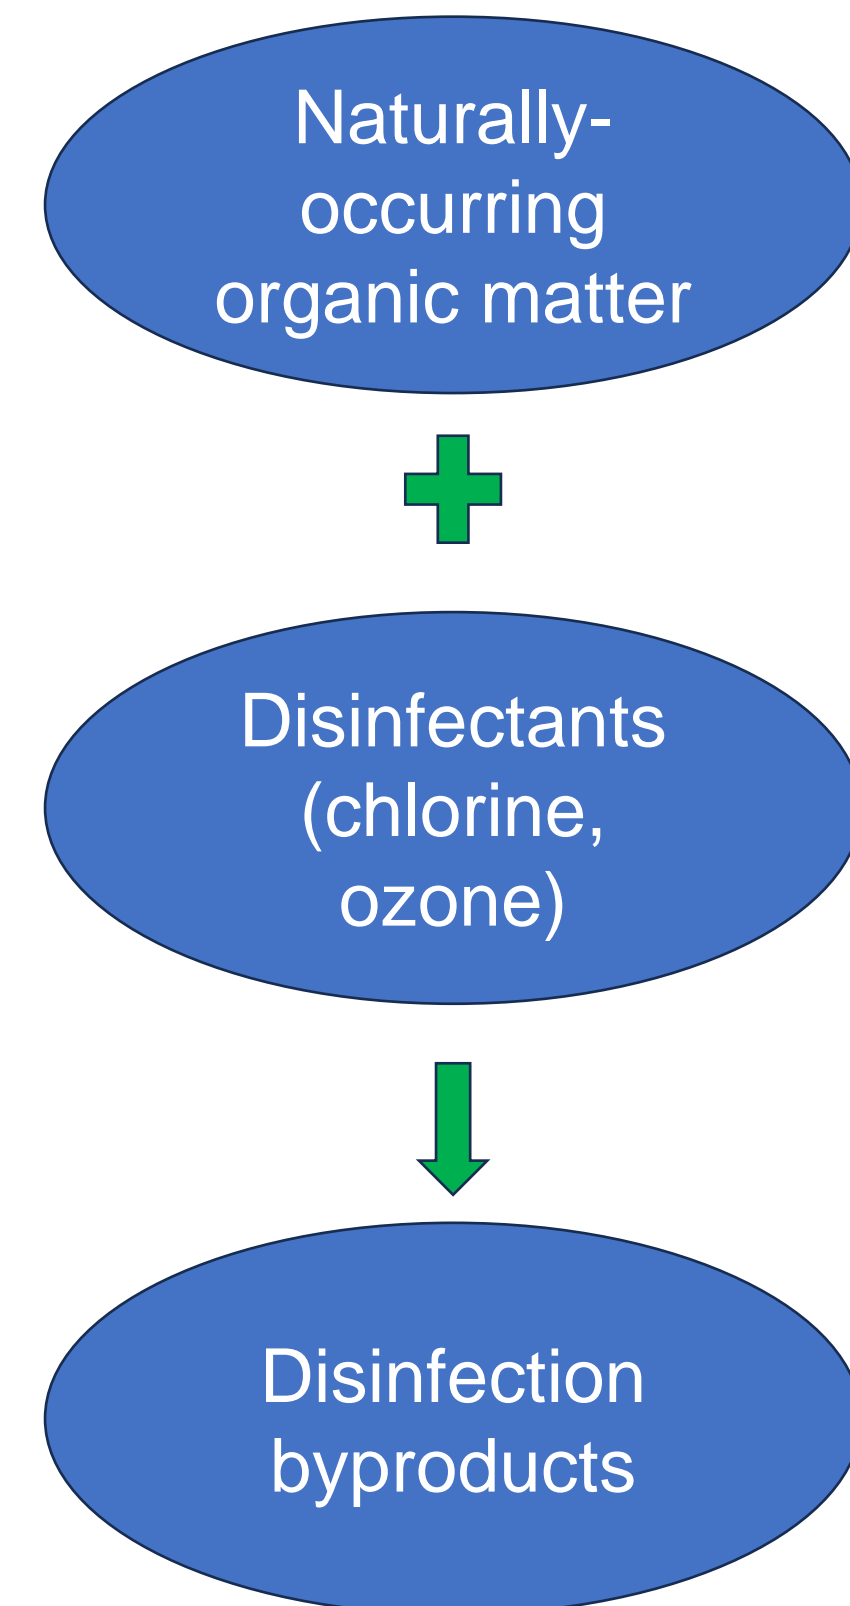 Naturally-
occurring
organic matter
Disinfectants
(chlorine,
ozone)
Disinfection
byproducts